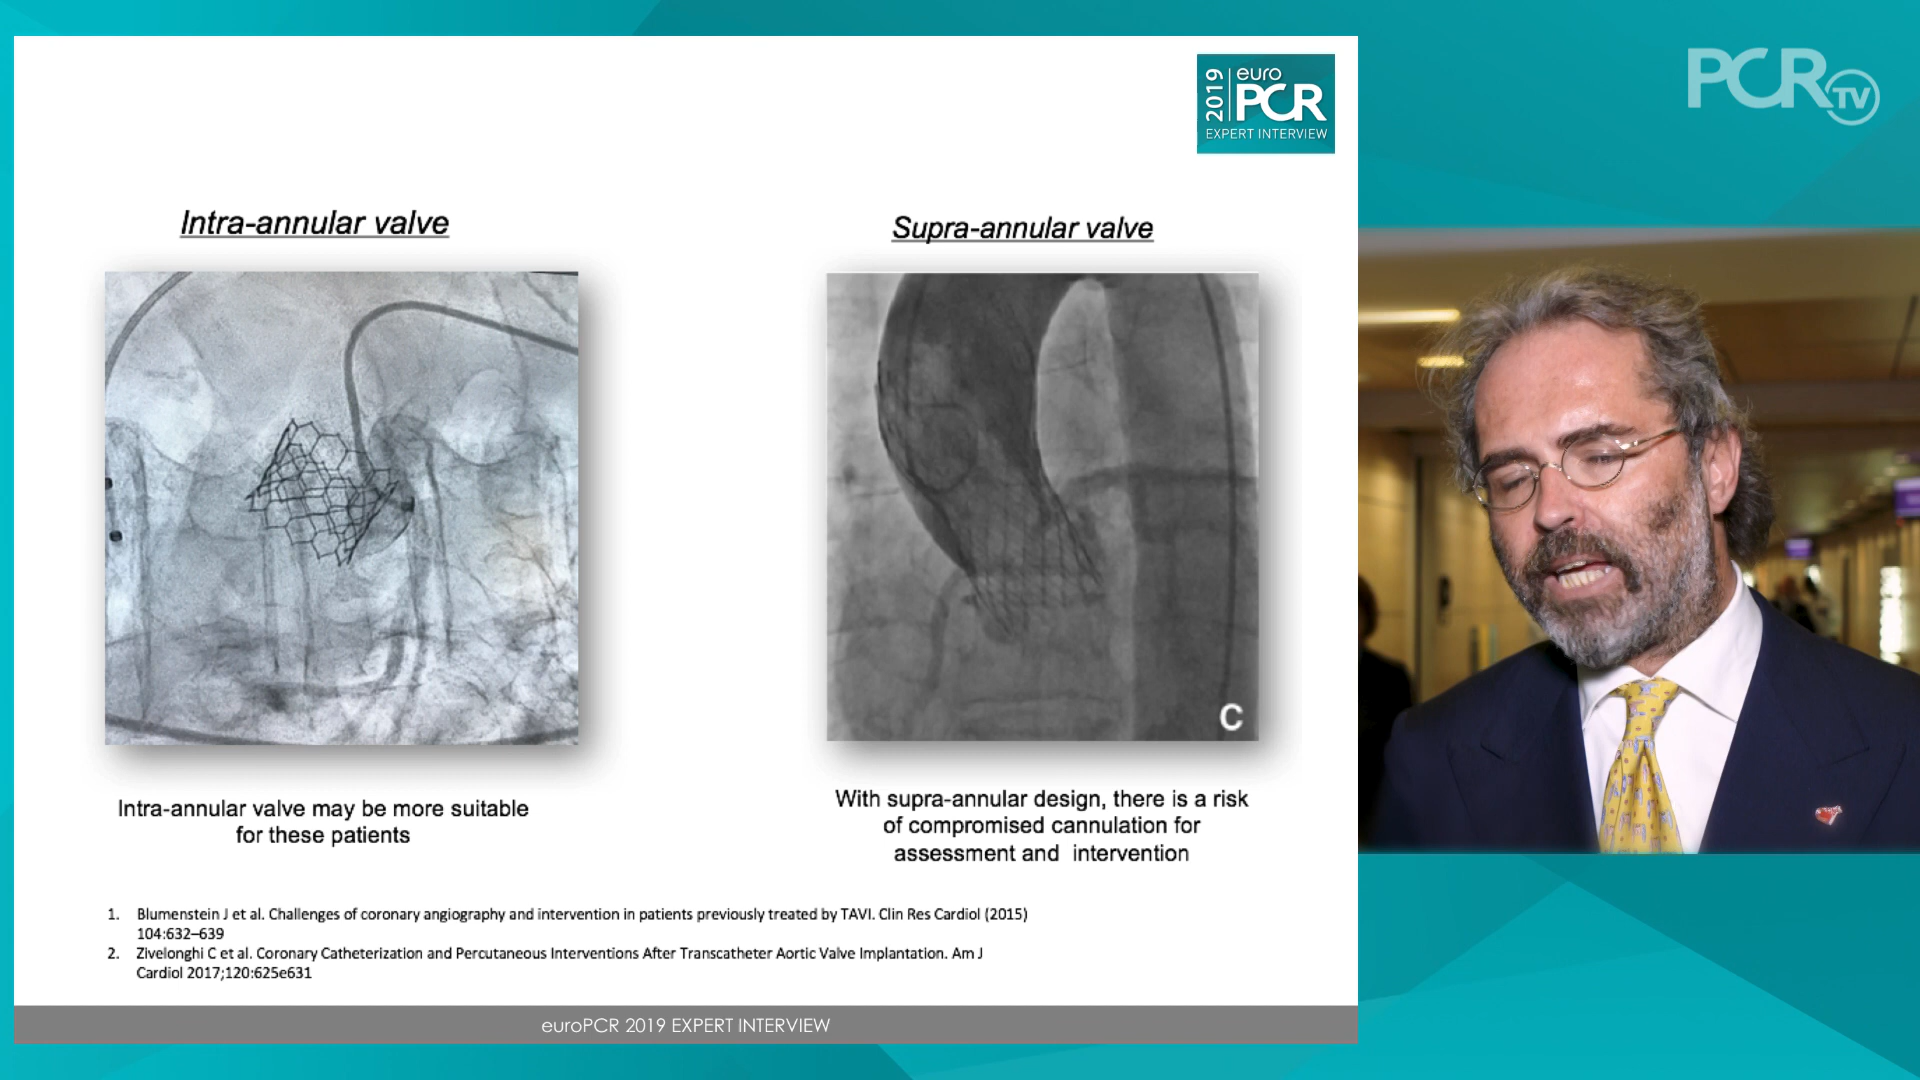 2019
euro
PCR
EXPERT INTERVIEW
PCR TV
Intra-annular valve
Supra-annular valve
C
Intra-annular valve may be more suitable
for these patients
With supra-annular design, there is a risk
of compromised cannulation for
assessment and intervention
1. Blumenstein J et al. Challenges of coronary angiography and intervention in patients previously treated by TAVI. Clin Res Cardiol (2015)
104:632–639
2. Zivelonghi C et al. Coronary Catheterization and Percutaneous Interventions After Transcatheter Aortic Valve Implantation. Am J
Cardiol 2017;120:625e631
euroPCR 2019 EXPERT INTERVIEW